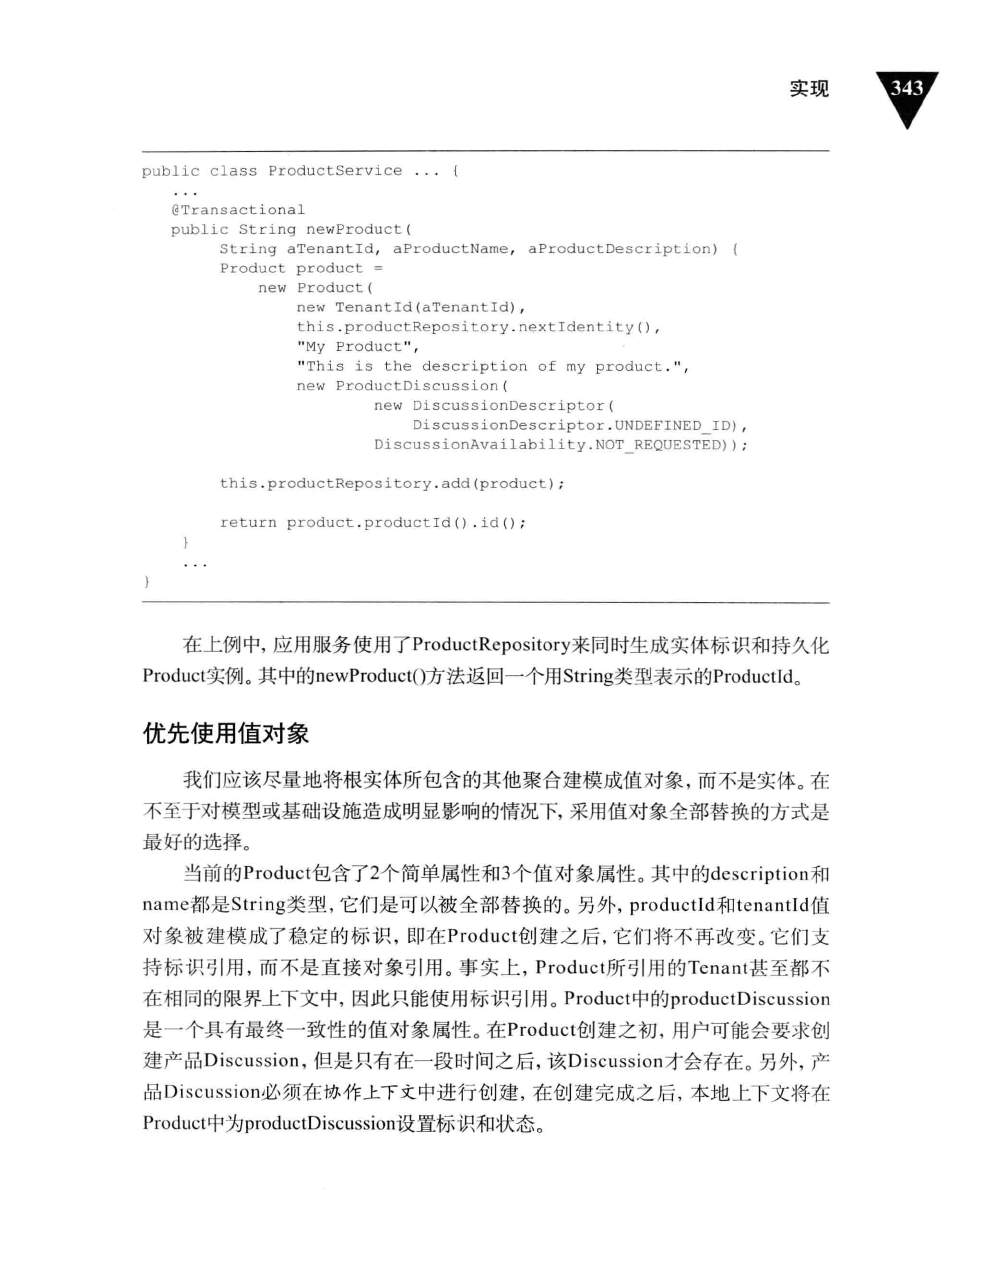 实现 343
public class ProductService ... {
...
@Transactional
public String newProduct(
String aTenantId, aProductName, aProductDescription) {
Product product =
new Product(
new TenantId(aTenantId),
this.productRepository.nextIdentity(),
"My Product",
"This is the description of my product.",
new ProductDiscussion(
new DiscussionDescriptor(
DiscussionDescriptor.UNDEFINED_ID),
DiscussionAvailability.NOT_REQUESTED));
this.productRepository.add(product);
return product.productId().id();
}
...
}
在上例中, 应用服务使用了ProductRepository来同时生成实体标识和持久化
Product实例。其中的newProduct()方法返回一个用String类型表示的ProductId。
优先使用值对象
我们应该尽量地将根实体所包含的其他聚合建模成值对象, 而不是实体。在
不至于对模型或基础设施造成明显影响的情况下, 采用值对象全部替换的方式是
最好的选择。
当前的Product包含了2个简单属性和3个值对象属性。其中的description和
name都是String类型, 它们是可以被全部替换的。另外, productId和tenantId值
对象被建模成了稳定的标识, 即在Product创建之后, 它们将不再改变。它们支
持标识引用, 而不是直接对象引用。事实上, Product所引用的Tenant甚至都不
在相同的限界上下文中, 因此只能使用标识引用。Product中的productDiscussion
是一个具有最终一致性的值对象属性。在Product创建之初, 用户可能会要求创
建产品Discussion, 但是只有在一段时间之后, 该Discussion才会存在。另外, 产
品Discussion必须在协作上下文中进行创建, 在创建完成之后, 本地上下文将在
Product中为productDiscussion设置标识和状态。